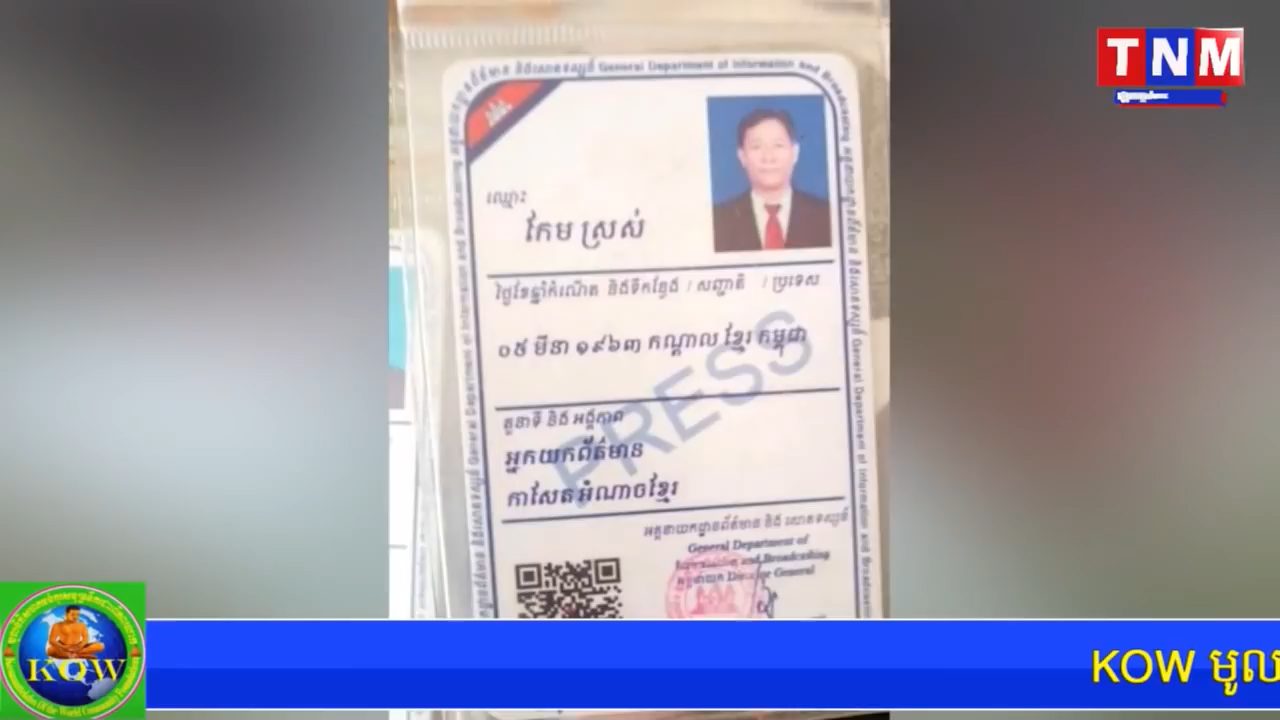 TNM
General Department of Information and Broadcasting
ឈ្មោះ
កែម ស្រស់
ថ្ងៃខែឆ្នាំកំណើត និងទីកន្លែង / សញ្ជាតិ / ប្រទេស
០៥ មីនា ១៩៦៣ កណ្តាល ខ្មែរ កម្ពុជា
PRESS
តួនាទី និង អង្គភាព
អ្នកយកព័ត៌មាន
កាសែតអំណាចខ្មែរ
អគ្គនាយកដ្ឋានព័ត៌មាន និង សោតទស្សន៍
General Department of
Information and Broadcasting
អគ្គនាយក Director General
KOW
KOW មូល